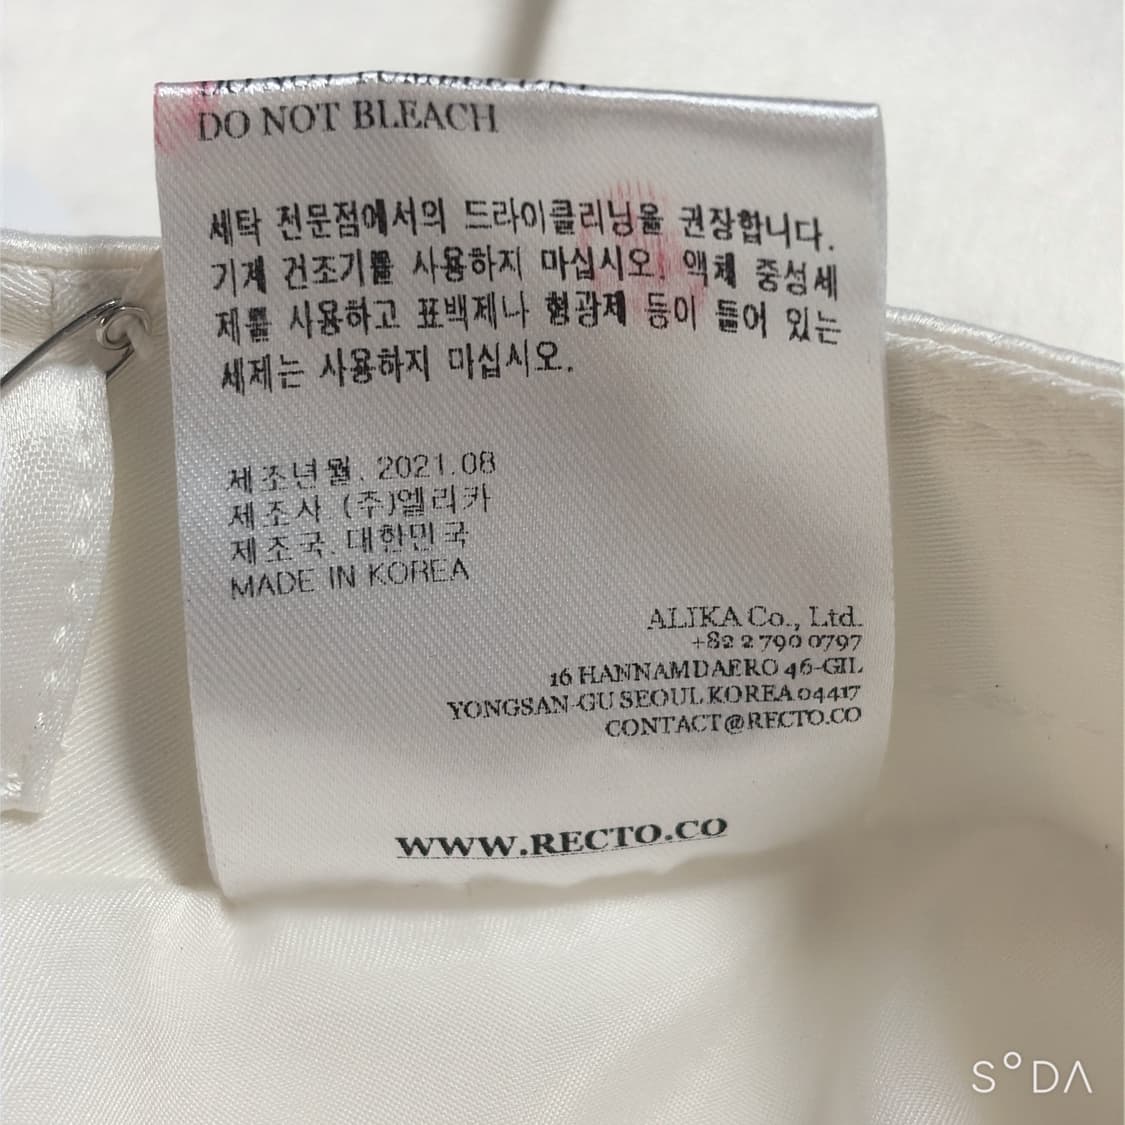 DO NOT BLEACH
세탁 전문점에서의 드라이클리닝을 권장합니다.
기계 건조기를 사용하지 마십시오. 액체 중성세
제를 사용하고 표백제나 형광제 등이 들어 있는
세제는 사용하지 마십시오.
제조년월. 2021.08
제조사 (주)엘리카
제조국. 대한민국
MADE IN KOREA
ALIKA Co., Ltd.
+82 2 790 0797
16 HANNAMDAERO 46-GIL
YONGSAN-GU SEOUL KOREA 04417
CONTACT@RECTO.CO
WWW.RECTO.CO
SODA